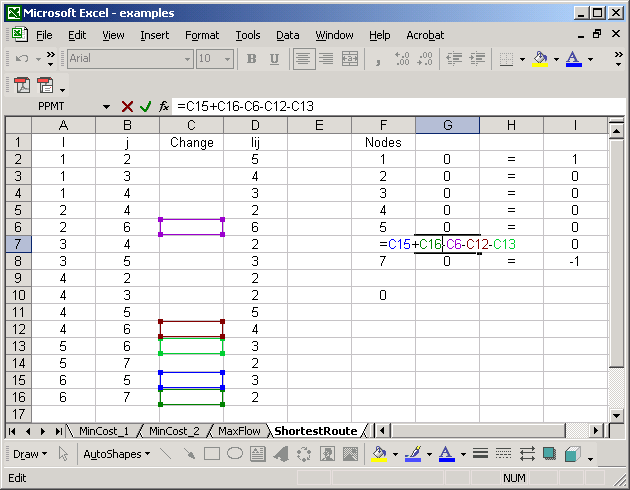 Microsoft Excel - examples
File Edit View Insert Format Tools Data Window Help Acrobat
Arial 10 B I U
PPMT =C15+C16-C6-C12-C13
A B C D E F G H I
1 I j Change lij Nodes
2 1 2 5 1 0 = 1
3 1 3 4 2 0 = 0
4 1 4 3 3 0 = 0
5 2 4 2 4 0 = 0
6 2 6 6 5 0 = 0
7 3 4 2 =C15+C16-C6-C12-C13 0
8 3 5 3 7 0 = -1
9 4 2 2
10 4 3 2 0
11 4 5 5
12 4 6 4
13 5 6 3
14 5 7 2
15 6 5 3
16 6 7 2
17
MinCost_1 MinCost_2 MaxFlow ShortestRoute
Draw AutoShapes
Edit NUM